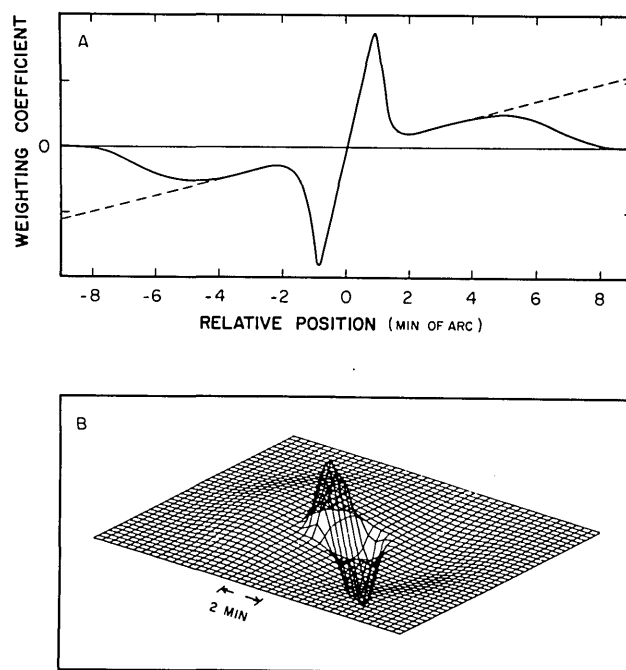 A
WEIGHTING COEFFICIENT
0
-8 -6 -4 -2 0 2 4 6 8
RELATIVE POSITION (MIN OF ARC)
B
2 MIN